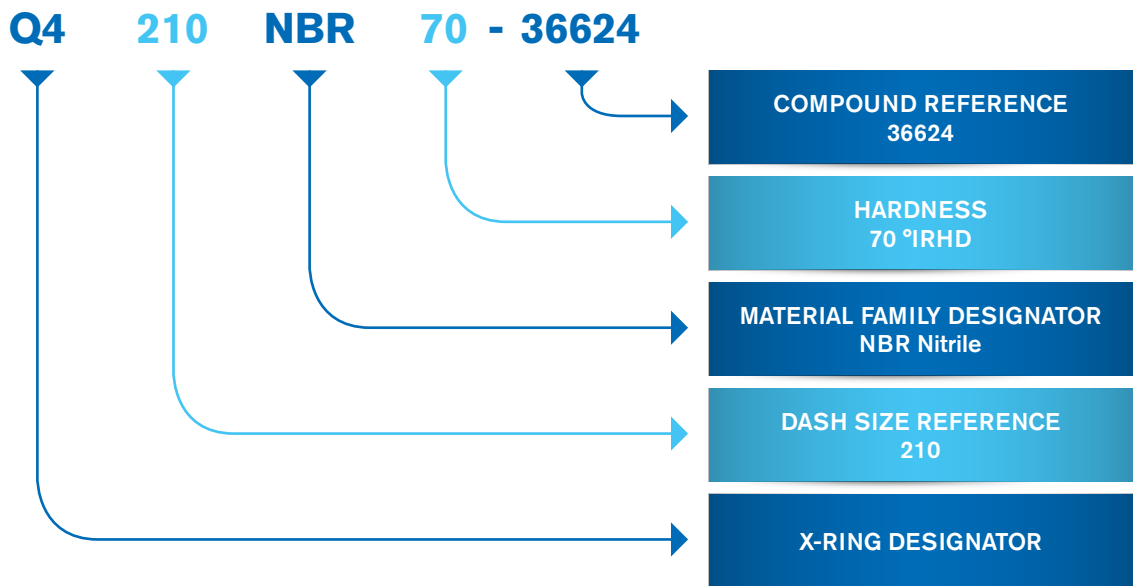 Q4 210 NBR 70 - 36624
COMPOUND REFERENCE
36624
HARDNESS
70 °IRHD
MATERIAL FAMILY DESIGNATOR
NBR Nitrile
DASH SIZE REFERENCE
210
X-RING DESIGNATOR